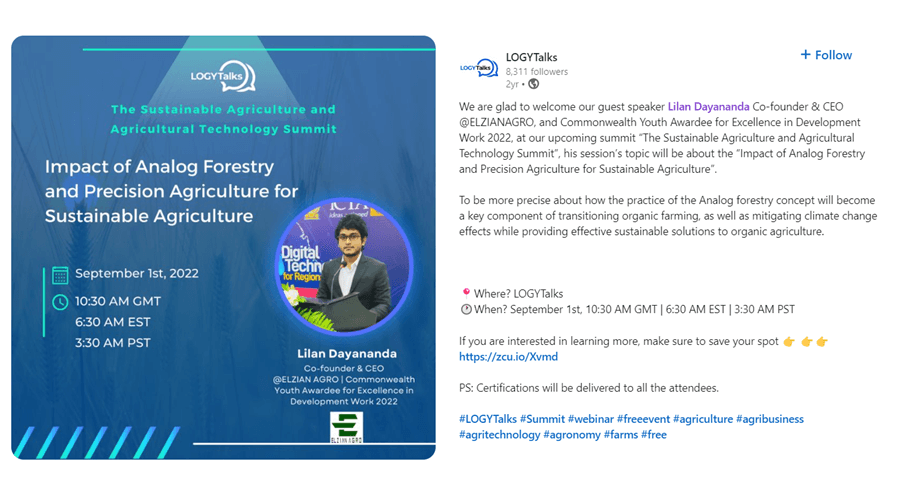 LOGYTalks
The Sustainable Agriculture and
Agricultural Technology Summit
Impact of Analog Forestry
and Precision Agriculture for
Sustainable Agriculture
September 1st, 2022
10:30 AM GMT
6:30 AM EST
3:30 AM PST
ICTA
Digital
Techn
for Region
Lilan Dayananda
Co-founder & CEO
@ELZIAN AGRO | Commonwealth
Youth Awardee for Excellence in
Development Work 2022
ELZIAN AGRO
LOGYTalks
LOGYTalks
8,311 followers
2yr •
+ Follow
We are glad to welcome our guest speaker Lilan Dayananda Co-founder & CEO
@ELZIANAGRO, and Commonwealth Youth Awardee for Excellence in Development
Work 2022, at our upcoming summit “The Sustainable Agriculture and Agricultural
Technology Summit”, his session’s topic will be about the “Impact of Analog Forestry
and Precision Agriculture for Sustainable Agriculture”.
To be more precise about how the practice of the Analog forestry concept will become
a key component of transitioning organic farming, as well as mitigating climate change
effects while providing effective sustainable solutions to organic agriculture.
📍 Where? LOGYTalks
🕐 When? September 1st, 10:30 AM GMT | 6:30 AM EST | 3:30 AM PST
If you are interested in learning more, make sure to save your spot 👉 👉 👉
https://zcu.io/Xvmd
PS: Certifications will be delivered to all the attendees.
#LOGYTalks #Summit #webinar #freeevent #agriculture #agribusiness
#agritechnology #agronomy #farms #free